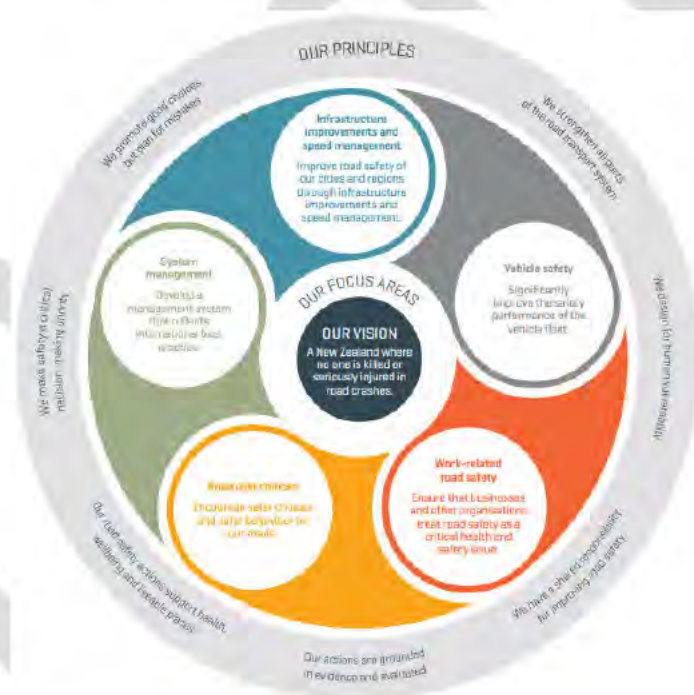 OUR PRINCIPLES
We promote good choices
but plan for mistakes
We strengthen all parts
of the road transport system
We design for human vulnerability
We have a shared responsibility
for improving road safety
Our actions are grounded
in evidence and evaluated
Our road safety actions support health,
wellbeing and liveable places
We make safety a critical
decision-making priority
Infrastructure
improvements and
speed management
Improve road safety of
our cities and regions
through infrastructure
improvements and
speed management.
Vehicle safety
Significantly
improve the safety
performance of the
vehicle fleet.
Work-related
road safety
Ensure that businesses
and other organisations
treat road safety as a
critical health and
safety issue.
Road user choices
Encourage safer choices
and safer behaviour on
our roads.
System
management
Develop a
management system
that reflects
international best
practice.
OUR FOCUS AREAS
OUR VISION
A New Zealand where
no one is killed or
seriously injured in
road crashes.